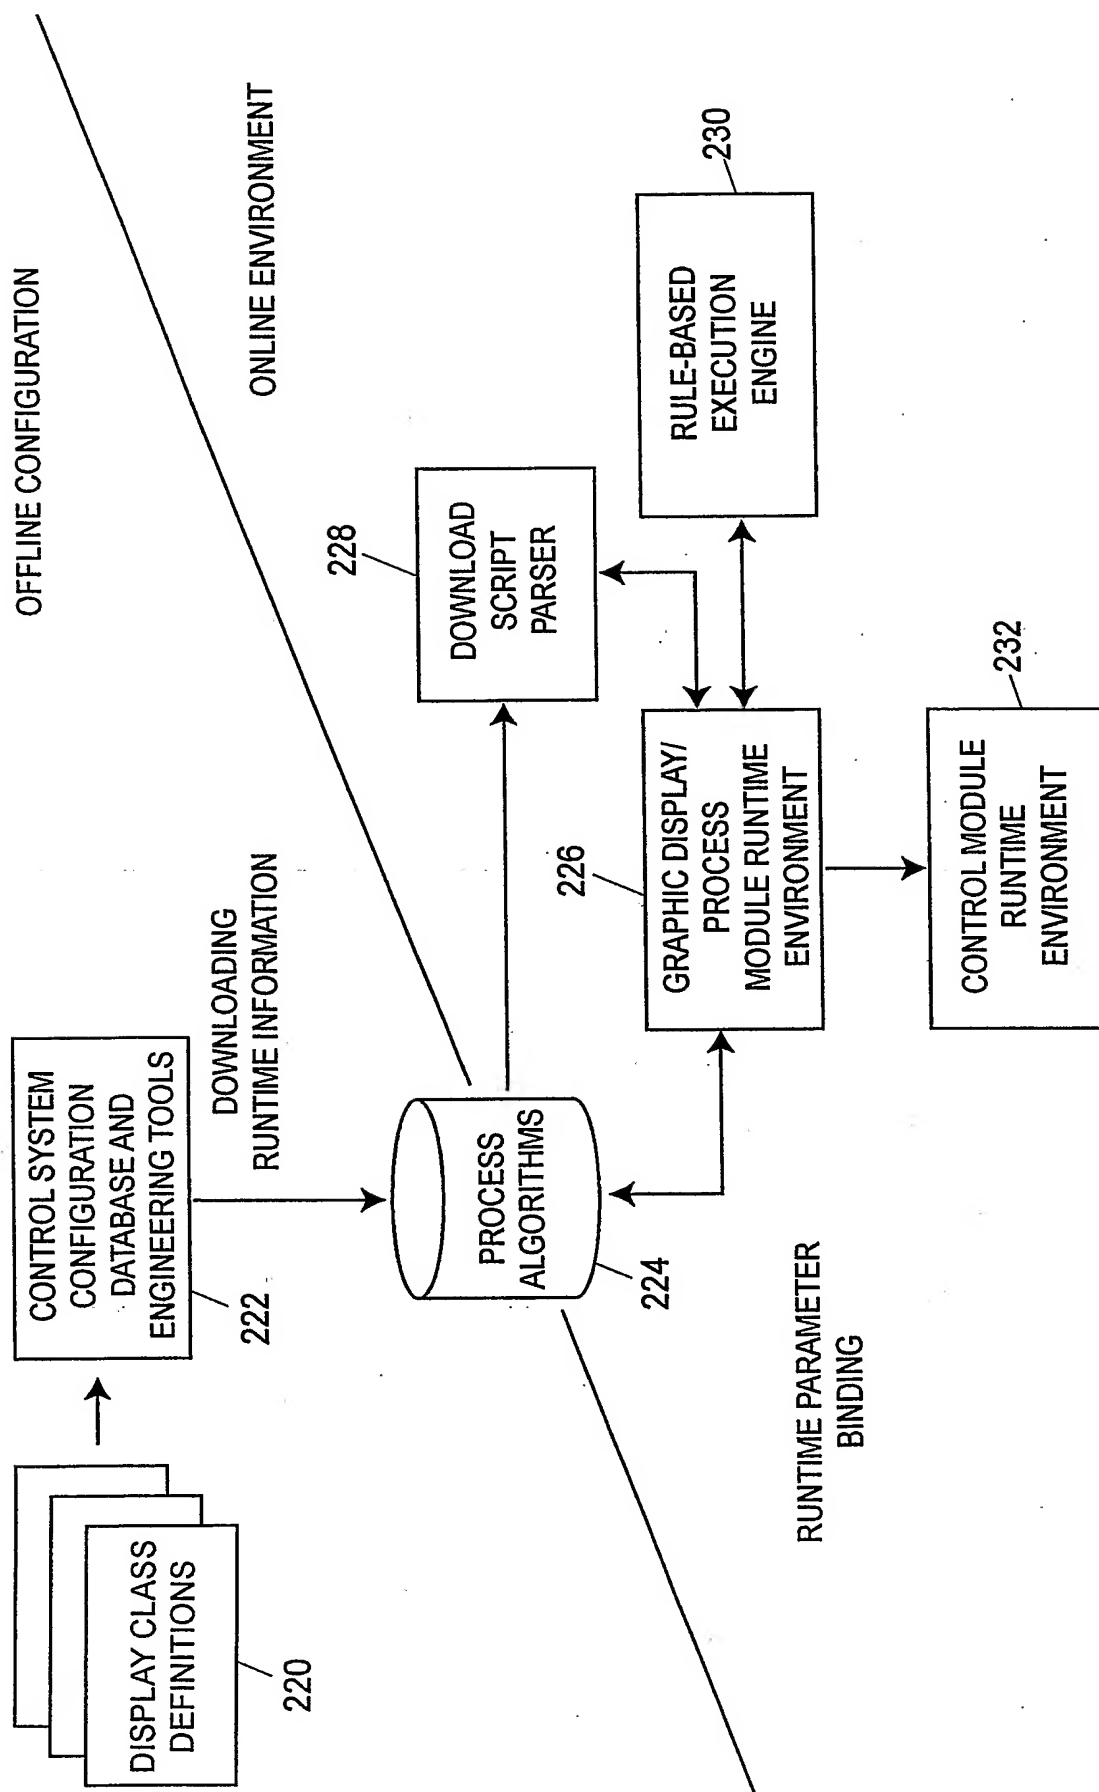 OFFLINE CONFIGURATION
DISPLAY CLASS
DEFINITIONS
220
CONTROL SYSTEM
CONFIGURATION
DATABASE AND
ENGINEERING TOOLS
222
DOWNLOADING
RUNTIME INFORMATION
ONLINE ENVIRONMENT
PROCESS
ALGORITHMS
224
DOWNLOAD
SCRIPT
PARSER
228
RUNTIME PARAMETER
BINDING
GRAPHIC DISPLAY/
PROCESS
MODULE RUNTIME
ENVIRONMENT
226
RULE-BASED
EXECUTION
ENGINE
230
CONTROL MODULE
RUNTIME
ENVIRONMENT
232